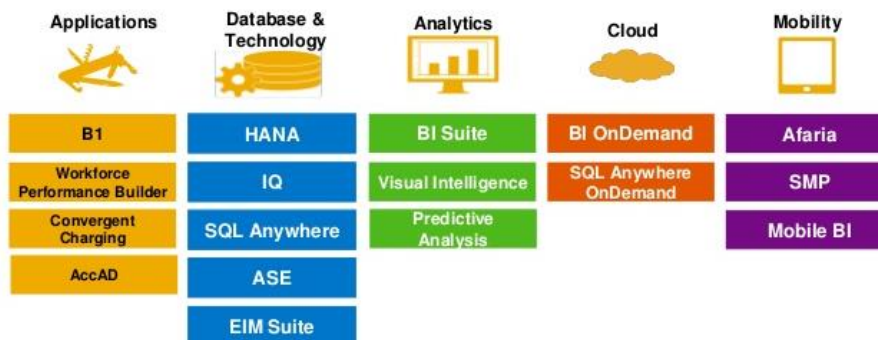 Applications
Database &
Technology
Analytics
Cloud
Mobility
B1
Workforce
Performance Builder
Convergent
Charging
AccAD
HANA
IQ
SQL Anywhere
ASE
EIM Suite
BI Suite
Visual Intelligence
Predictive
Analysis
BI OnDemand
SQL Anywhere
OnDemand
Afaria
SMP
Mobile BI